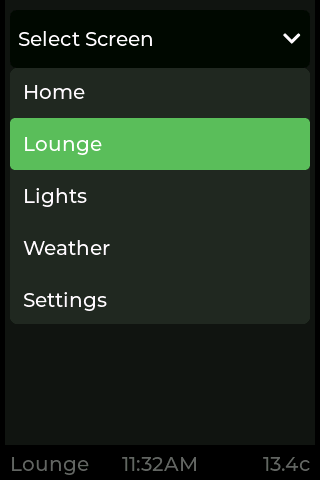 Select Screen
Home
Lounge
Lights
Weather
Settings
Lounge 11:32AM 13.4c